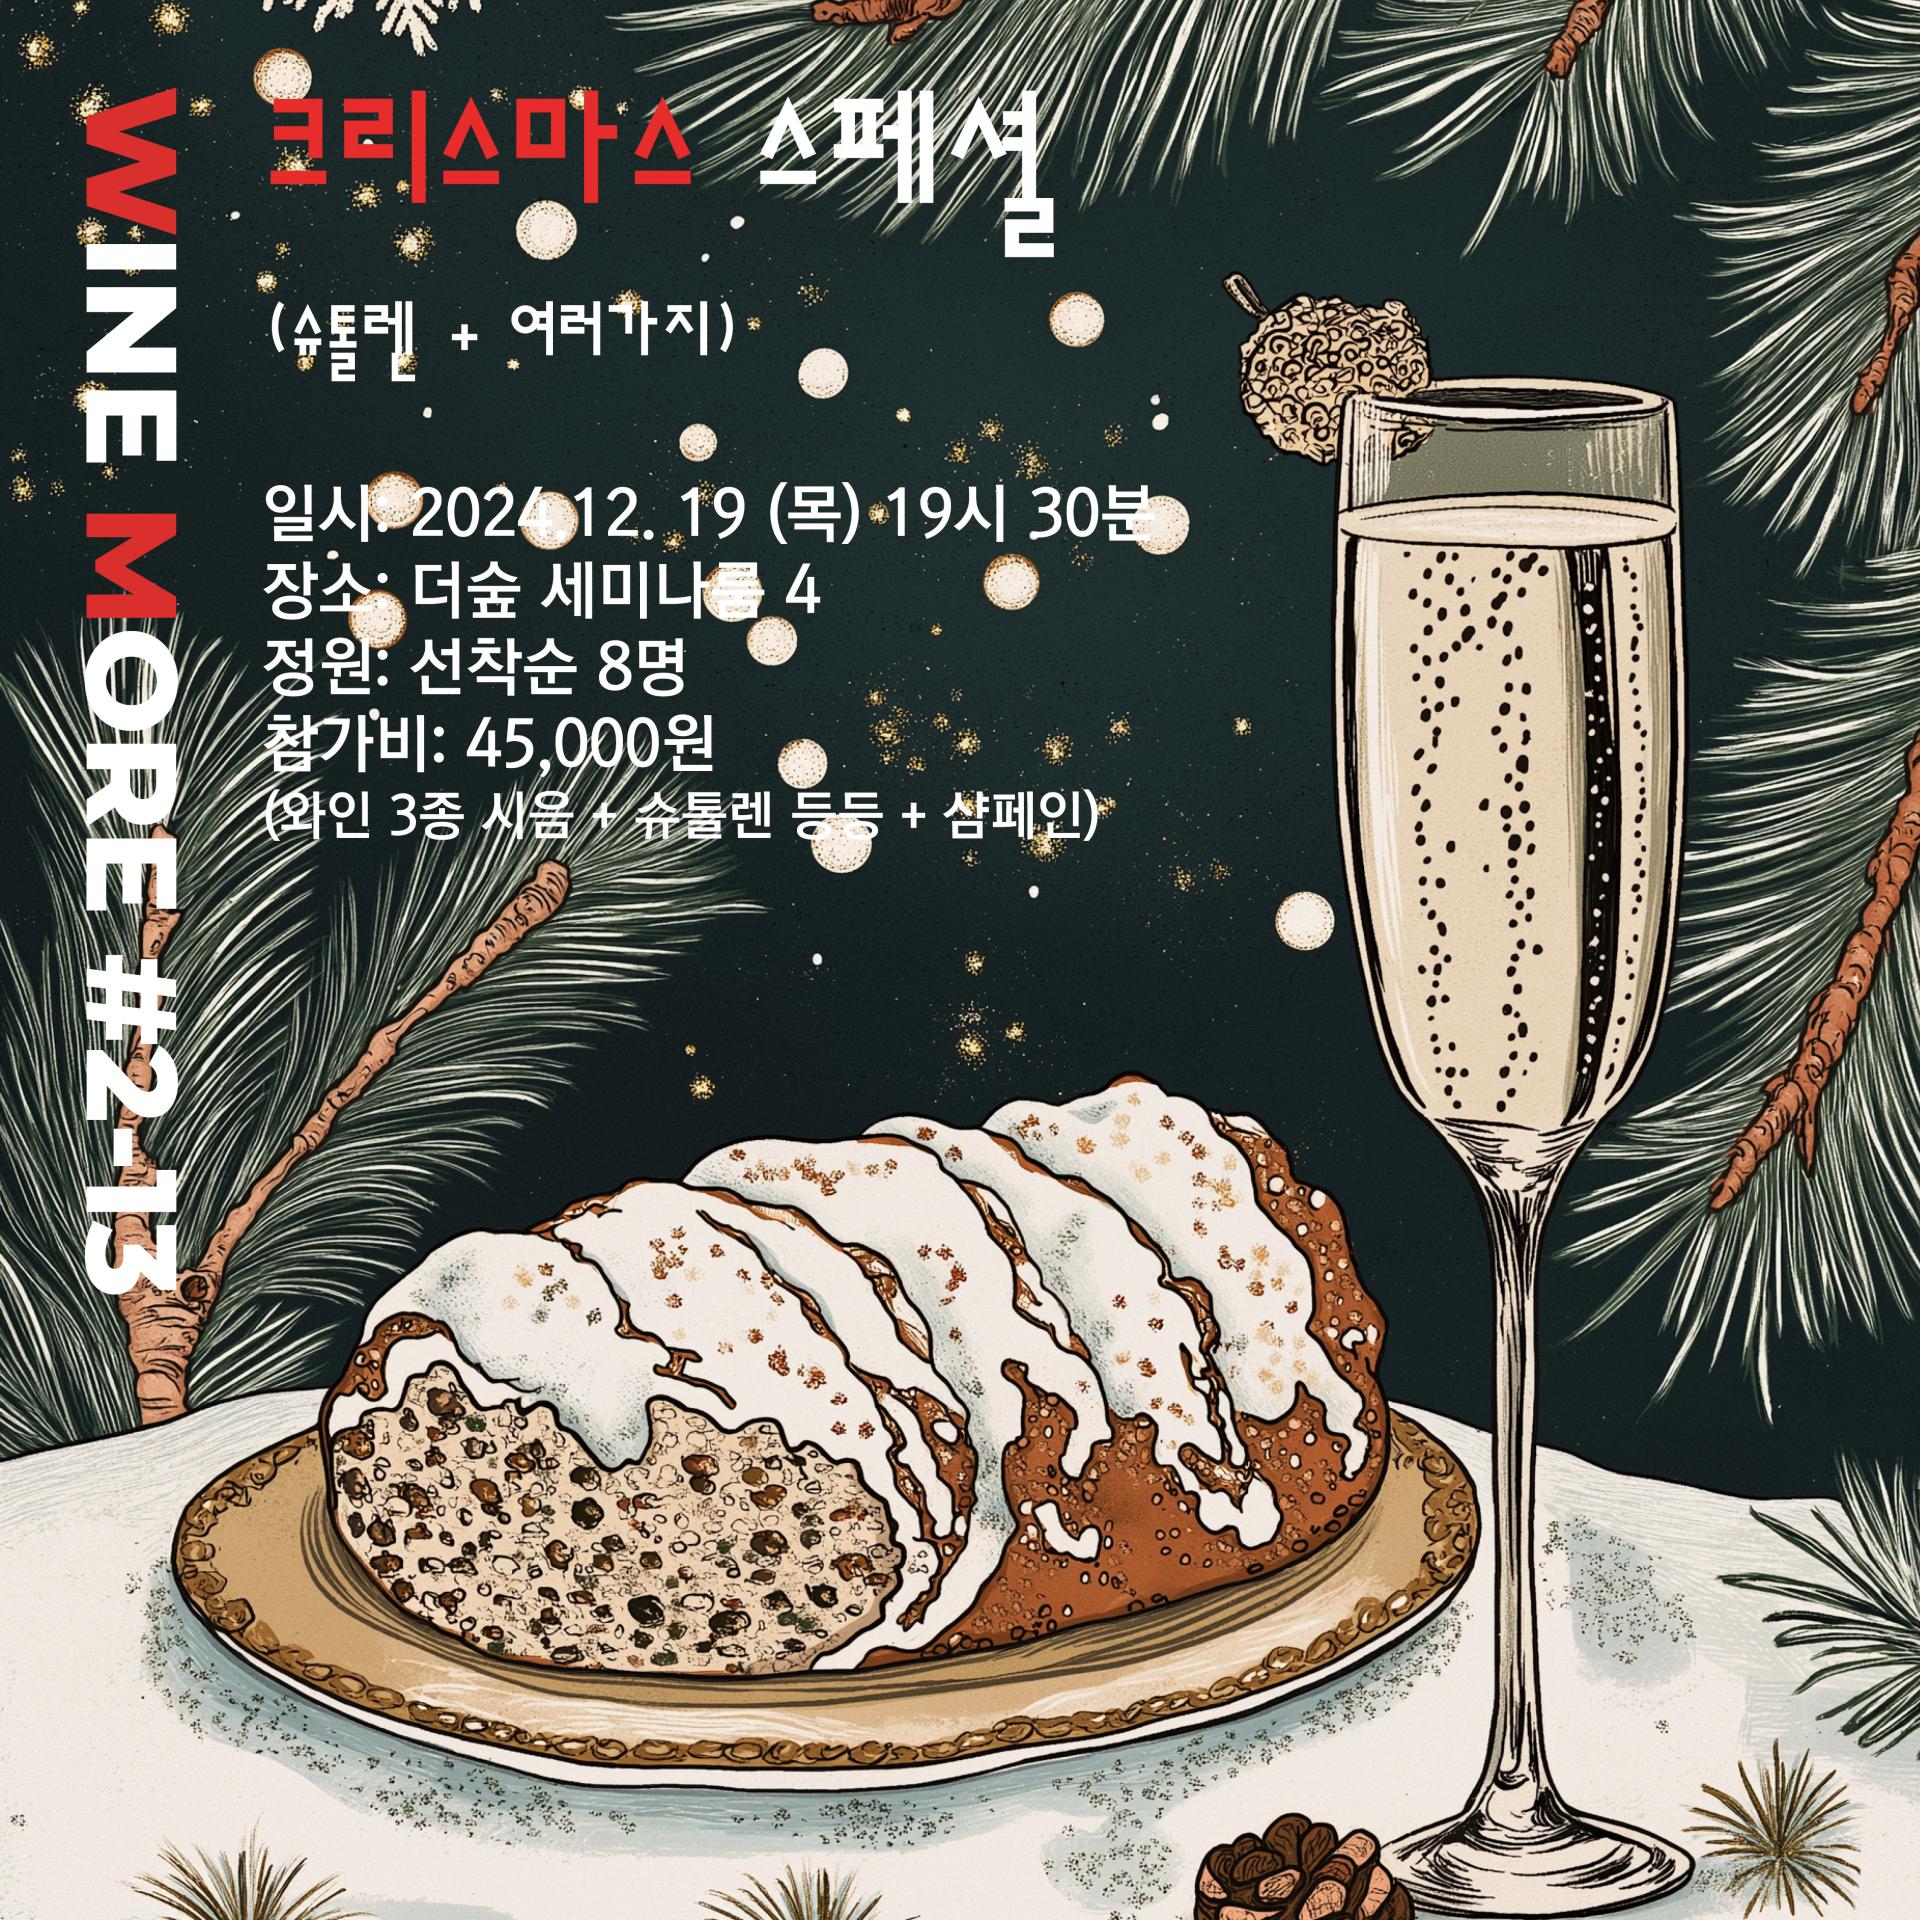 WINE MORE #2-13
크리스마스 스페셜
(슈톨렌 + 여러가지)
일시: 2024.12. 19 (목) 19시 30분
장소: 더숲 세미나룸 4
정원: 선착순 8명
참가비: 45,000원
(와인 3종 시음 + 슈톨렌 등등 + 샴페인)